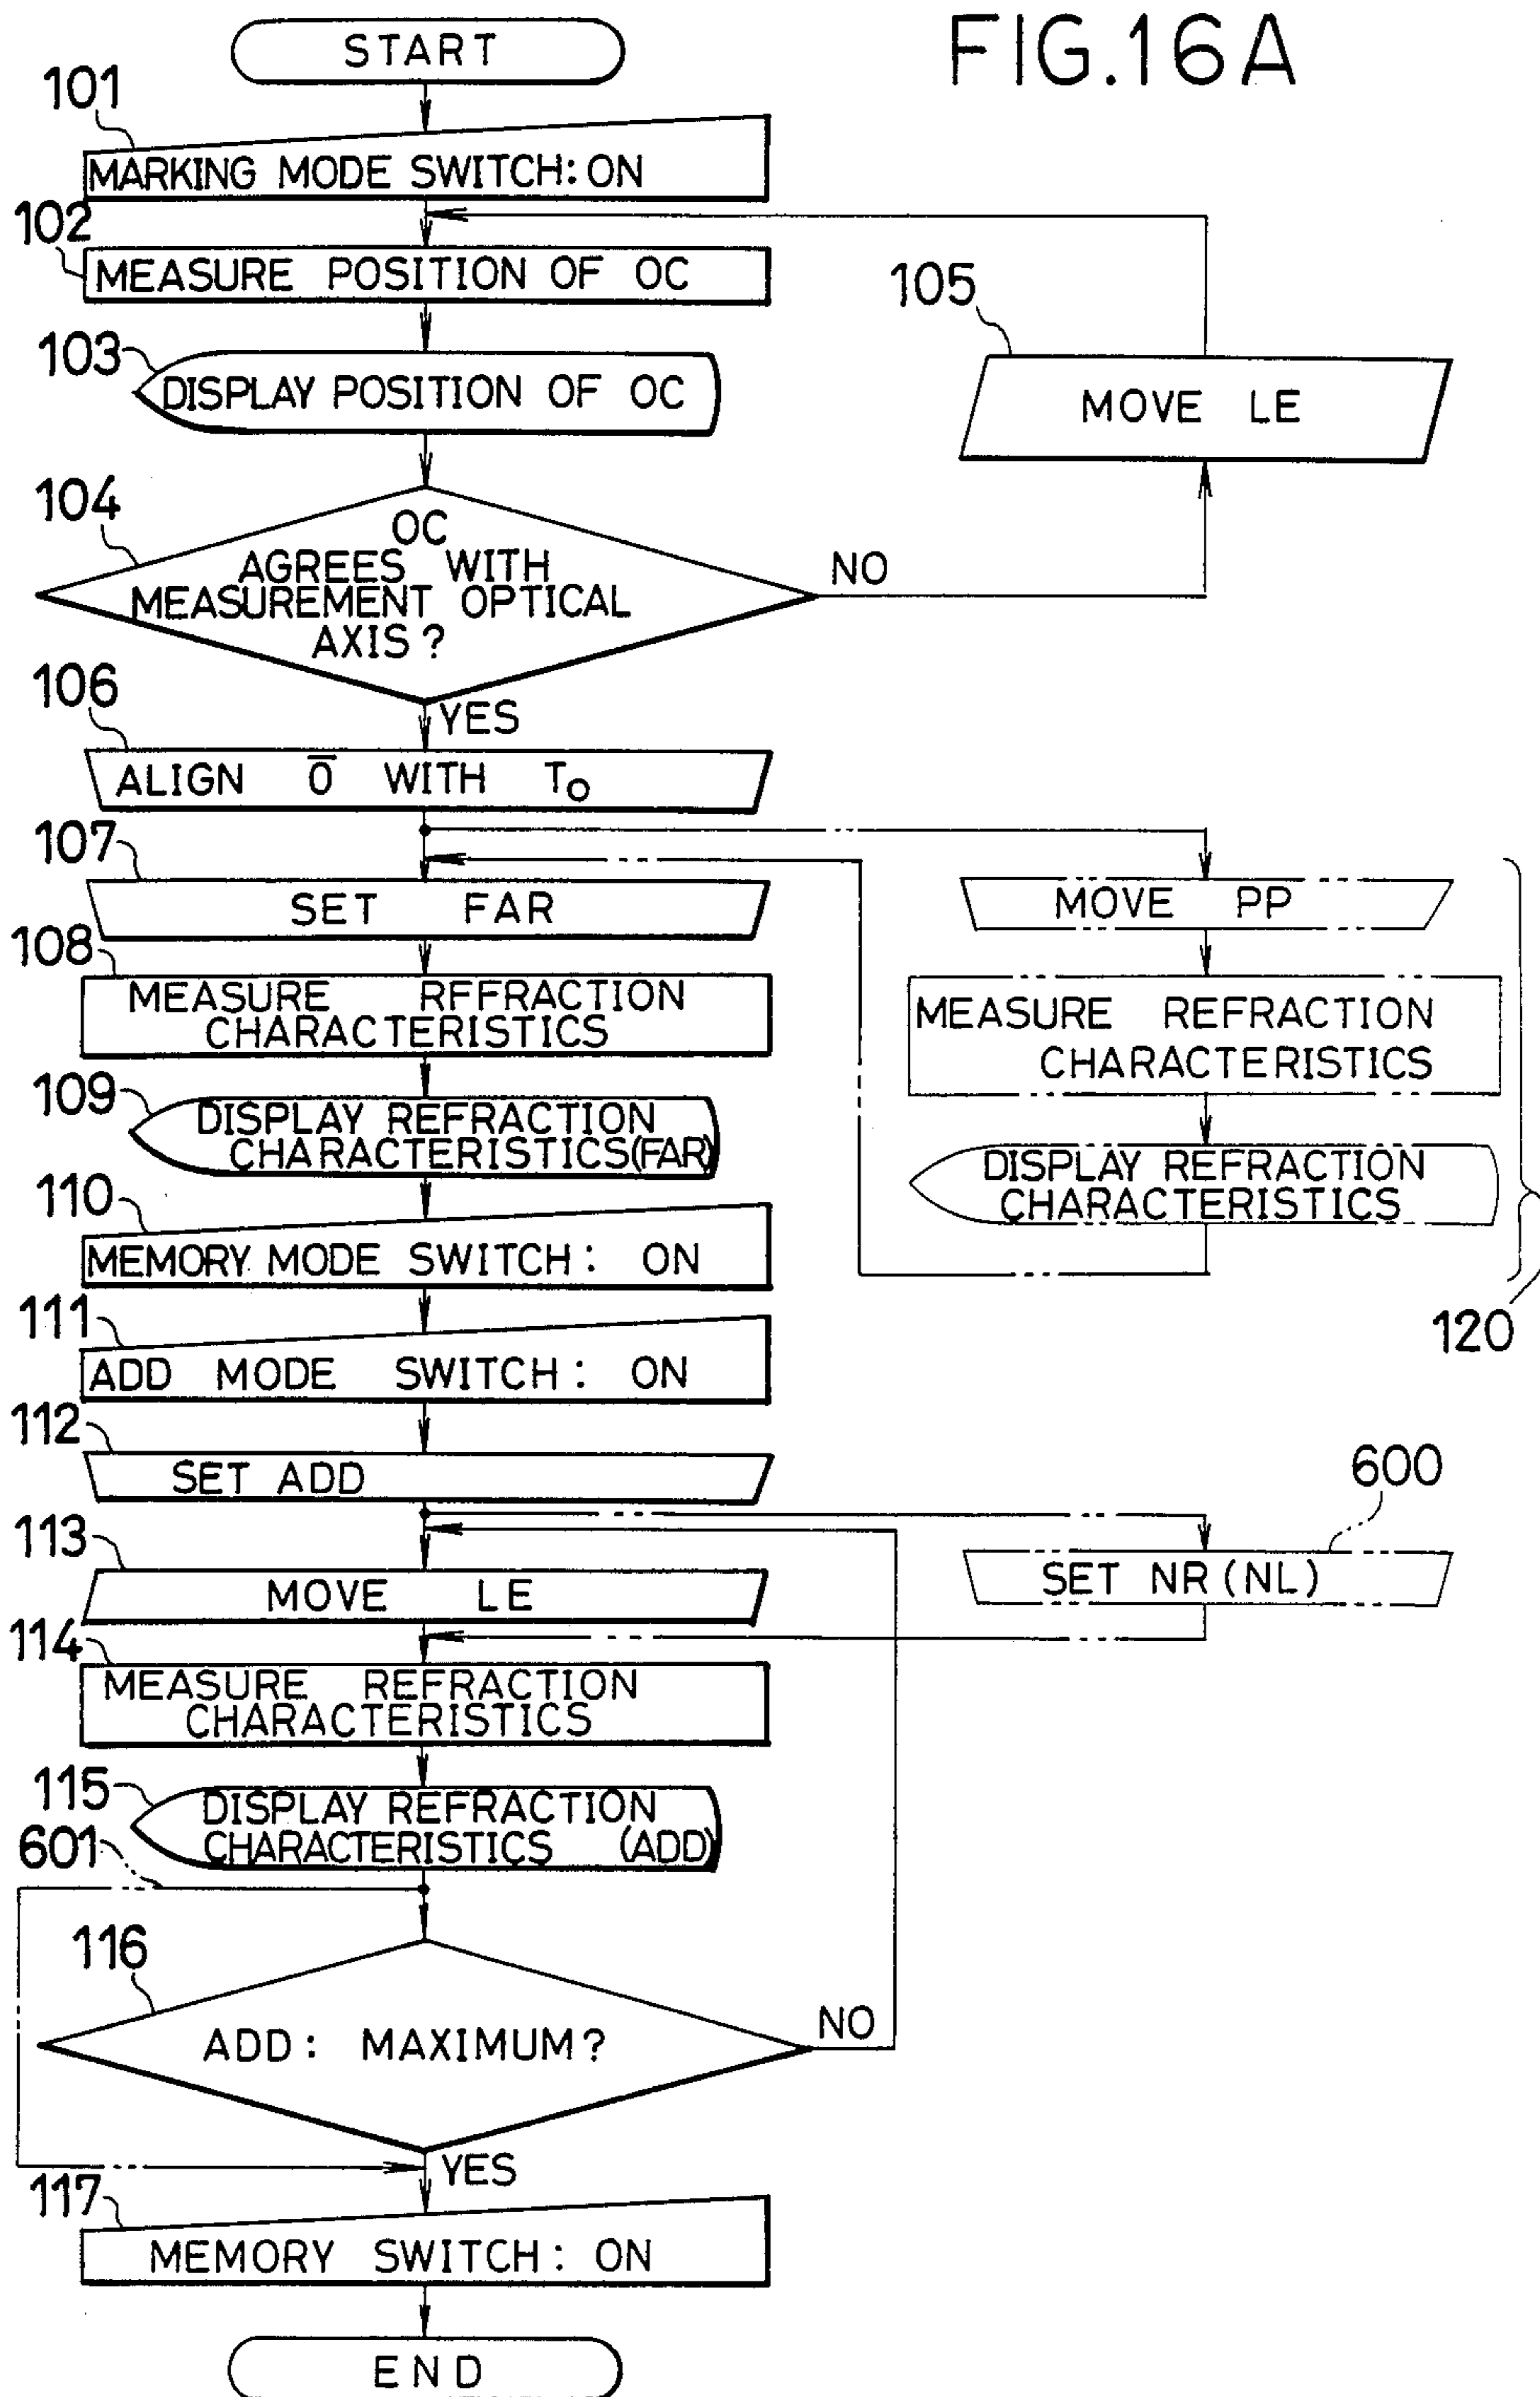 FIG.16A
START
101
MARKING MODE SWITCH: ON
102
MEASURE POSITION OF OC
103
DISPLAY POSITION OF OC
105
MOVE LE
104
OC
AGREES WITH
MEASUREMENT OPTICAL
AXIS?
NO
YES
106
ALIGN O̅ WITH To
107
SET FAR
108
MEASURE RFFRACTION
CHARACTERISTICS
109
DISPLAY REFRACTION
CHARACTERISTICS(FAR)
MOVE PP
MEASURE REFRACTION
CHARACTERISTICS
DISPLAY REFRACTION
CHARACTERISTICS
120
110
MEMORY MODE SWITCH: ON
111
ADD MODE SWITCH: ON
112
SET ADD
600
SET NR(NL)
113
MOVE LE
114
MEASURE REFRACTION
CHARACTERISTICS
115
DISPLAY REFRACTION
CHARACTERISTICS (ADD)
601
116
ADD: MAXIMUM?
NO
YES
117
MEMORY SWITCH: ON
END